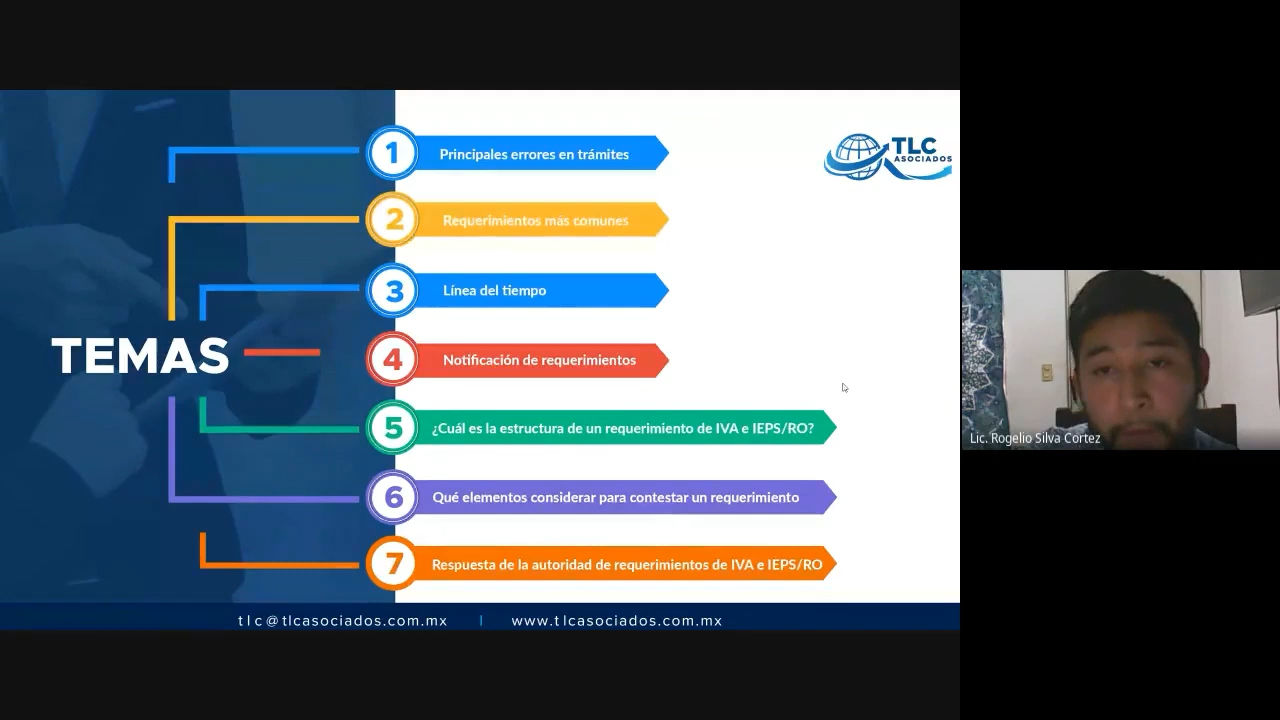 1
Principales errores en trámites
TLC
ASOCIADOS
2
Requerimientos más comunes
3
Línea del tiempo
TEMAS
4
Notificación de requerimientos
5
¿Cuál es la estructura de un requerimiento de IVA e IEPS/RO?
6
Qué elementos considerar para contestar un requerimiento
7
Respuesta de la autoridad de requerimientos de IVA e IEPS/RO
tlc@tlcasociados.com.mx | www.tlcasociados.com.mx
Lic. Rogelio Silva Cortez